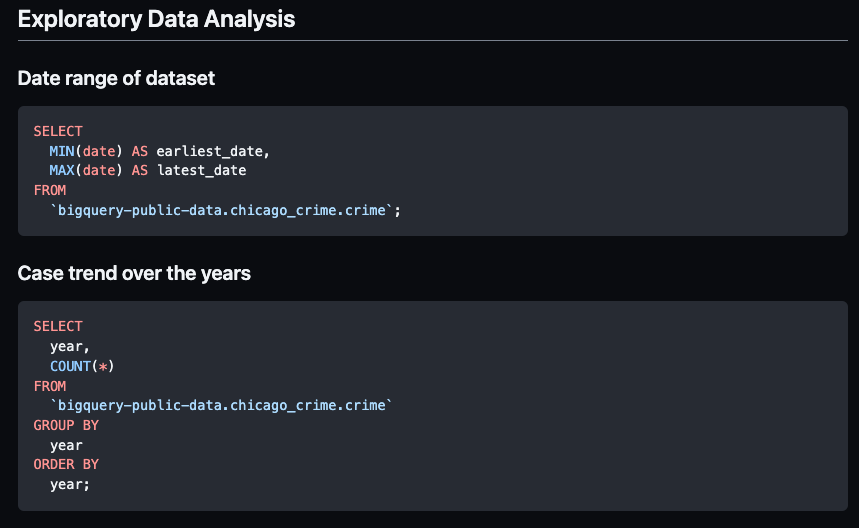 Exploratory Data Analysis
Date range of dataset
SELECT
  MIN(date) AS earliest_date,
  MAX(date) AS latest_date
FROM
  `bigquery-public-data.chicago_crime.crime`;
Case trend over the years
SELECT
  year,
  COUNT(*)
FROM
  `bigquery-public-data.chicago_crime.crime`
GROUP BY
  year
ORDER BY
  year;